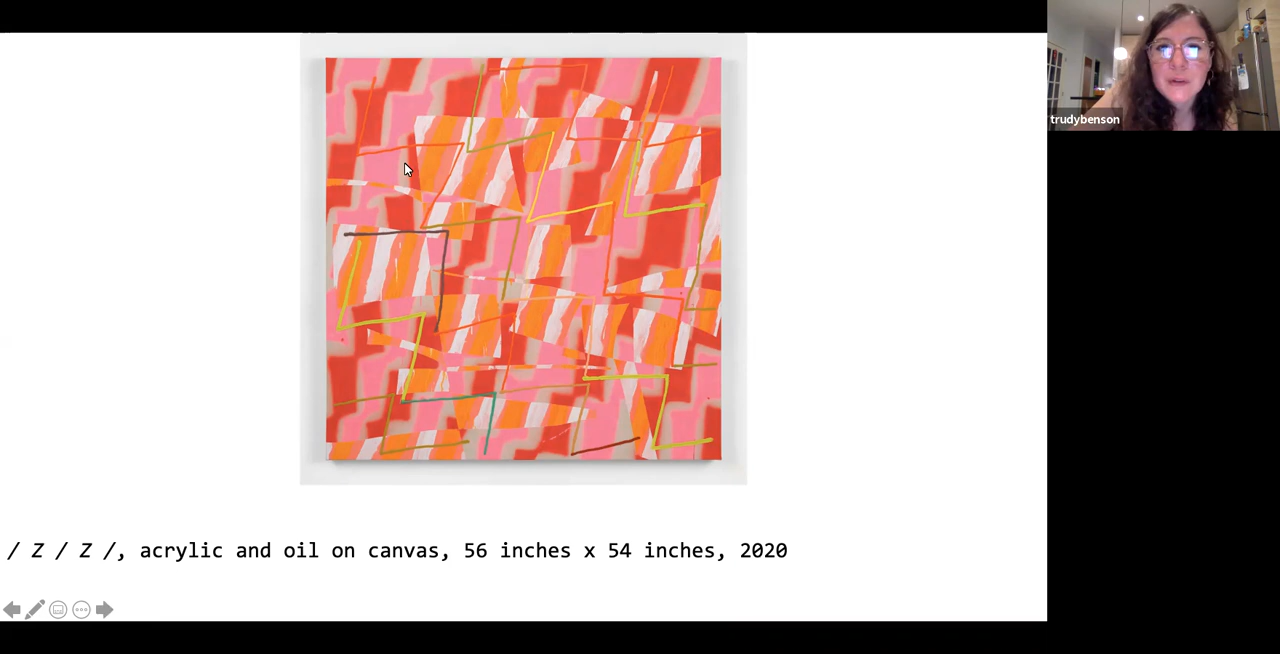 trudybenson
/ Z / Z /, acrylic and oil on canvas, 56 inches x 54 inches, 2020